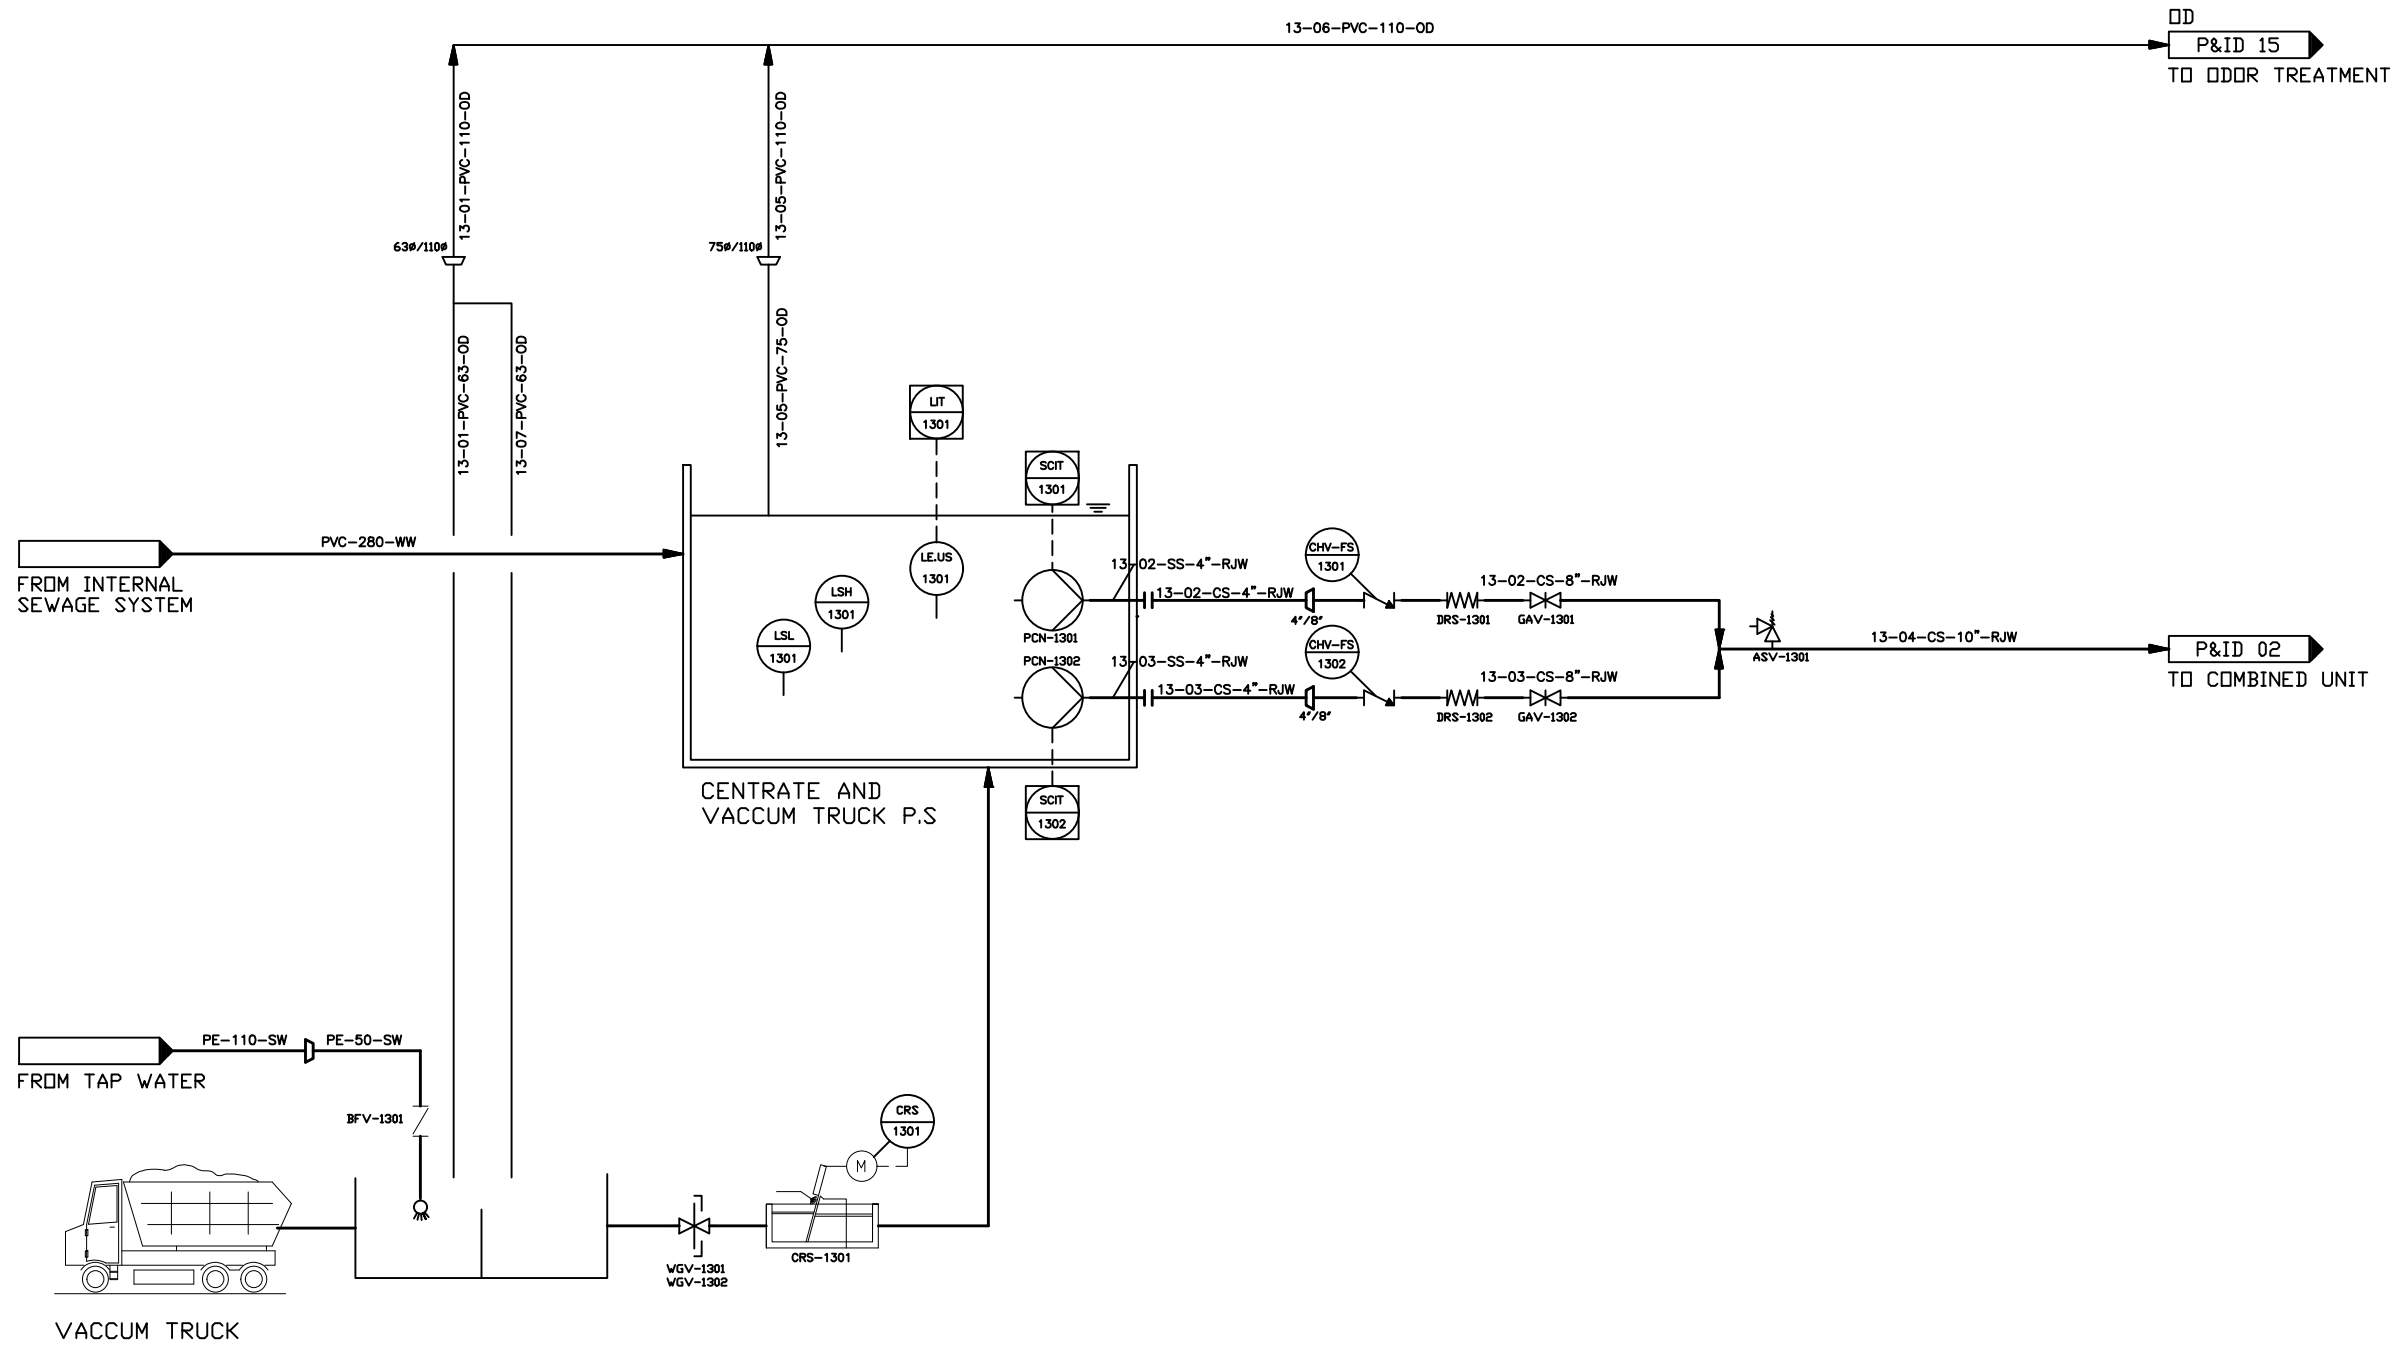 OD
13-06-PVC-110-OD
P&ID 15
TO ODOR TREATMENT
13-01-PVC-110-OD
13-05-PVC-110-OD
63ø/110ø
75ø/110ø
13-01-PVC-63-OD
13-07-PVC-63-OD
13-05-PVC-75-OD
LIT
1301
SCIT
1301
PVC-280-WW
FROM INTERNAL
SEWAGE SYSTEM
LE.US
1301
LSH
1301
LSL
1301
PCN-1301
PCN-1302
13-02-SS-4"-RJW
13-02-CS-4"-RJW
4"/8"
CHV-FS
1301
DRS-1301
13-02-CS-8"-RJW
GAV-1301
13-03-SS-4"-RJW
13-03-CS-4"-RJW
4"/8"
CHV-FS
1302
DRS-1302
13-03-CS-8"-RJW
GAV-1302
ASV-1301
13-04-CS-10"-RJW
P&ID 02
TO COMBINED UNIT
CENTRATE AND
VACCUM TRUCK P.S
SCIT
1302
PE-110-SW
PE-50-SW
FROM TAP WATER
BFV-1301
CRS
1301
M
WGV-1301
WGV-1302
CRS-1301
VACCUM TRUCK